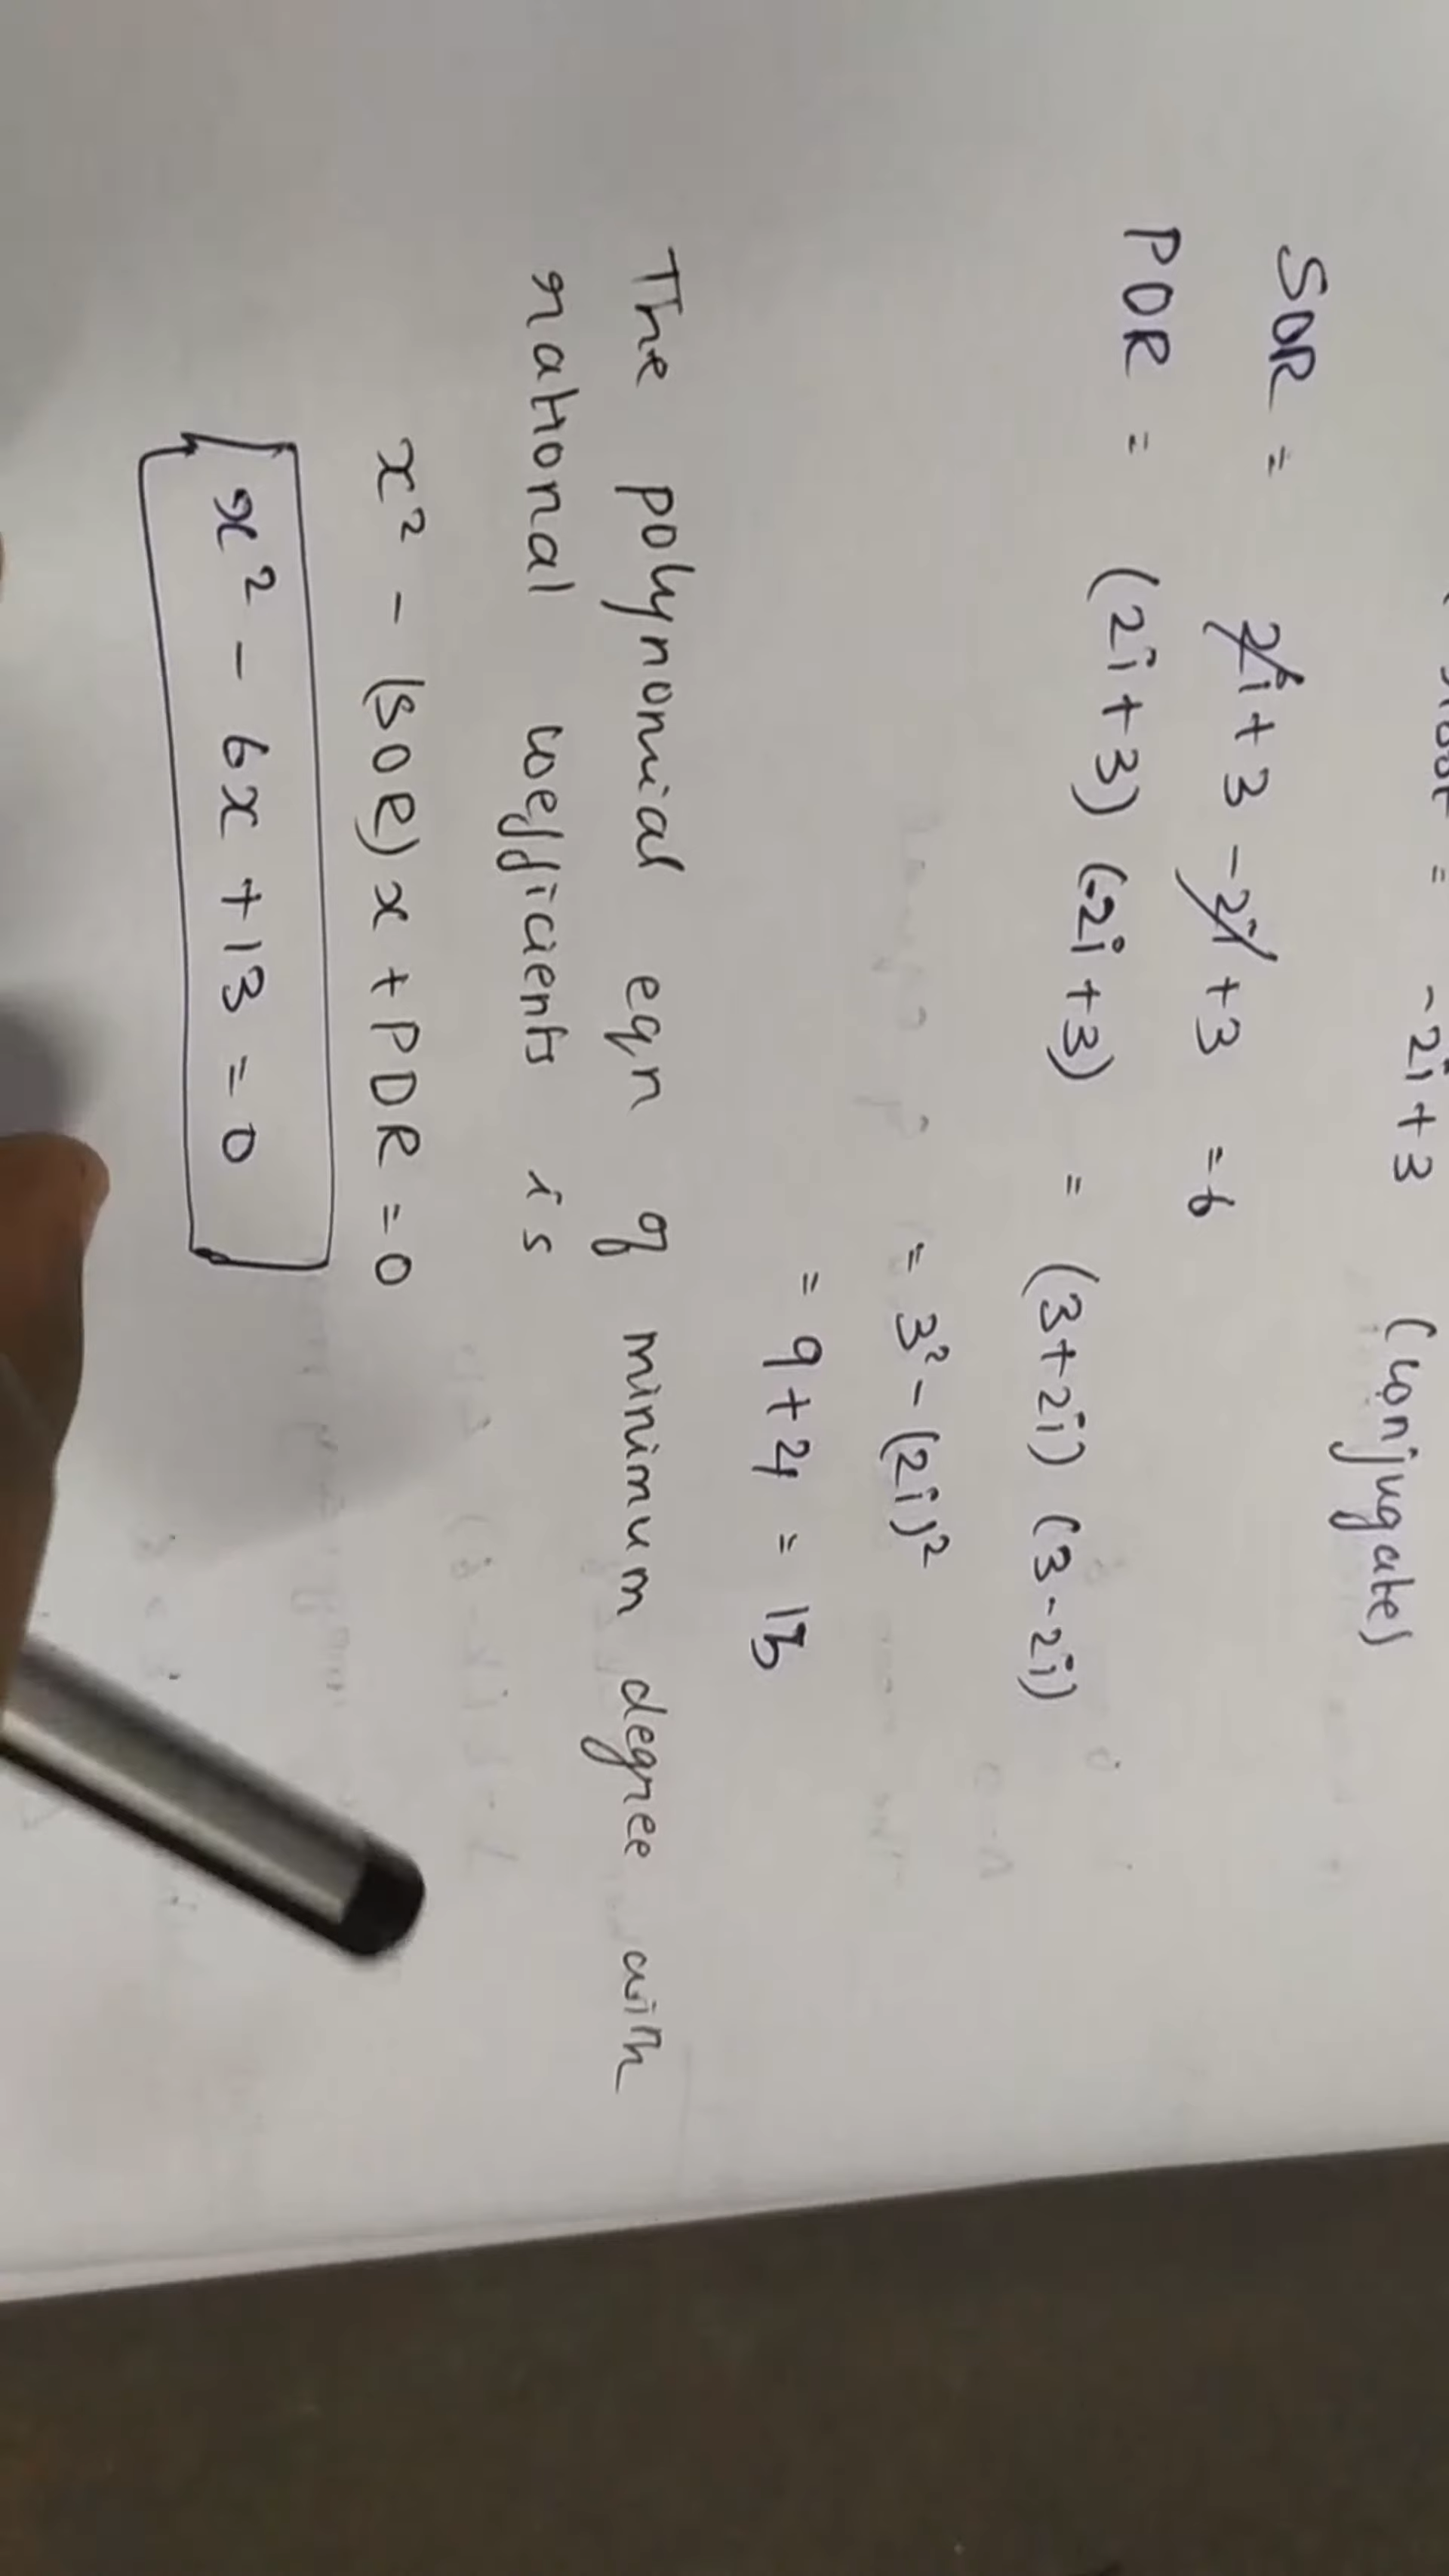 = -2i + 3 (conjugate)
SOR = 2i + 3 - 2i + 3 = 6
POR = (2i + 3) (-2i + 3) = (3 + 2i) (3 - 2i)
= 3² - (2i)²
= 9 + 4 = 13
The polynomial eqn of minimum degree with
rational coefficients is
x² - (SOR) x + POR = 0
x² - 6x + 13 = 0